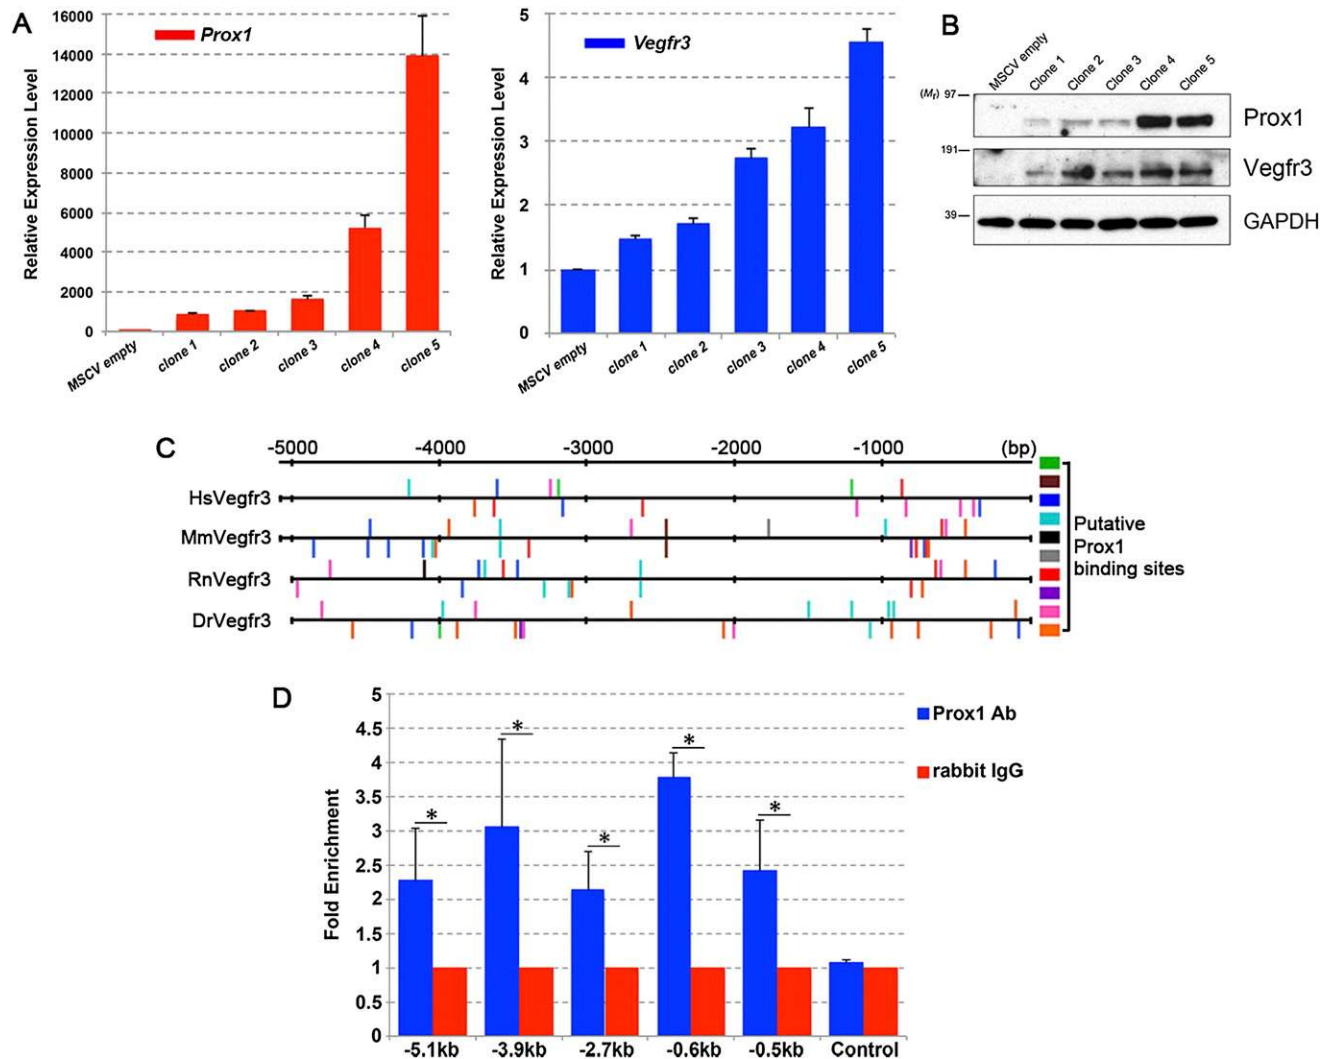 A
Relative Expression Level
16000
14000
12000
10000
8000
6000
4000
2000
0
Prox1
MSCV empty
clone 1
clone 2
clone 3
clone 4
clone 5
Relative Expression Level
5
4
3
2
1
0
Vegfr3
MSCV empty
clone 1
clone 2
clone 3
clone 4
clone 5
B
MSCV empty
Clone 1
Clone 2
Clone 3
Clone 4
Clone 5
(Mr) 97
Prox1
191
Vegfr3
39
GAPDH
C
-5000 -4000 -3000 -2000 -1000 (bp)
HsVegfr3
MmVegfr3
RnVegfr3
DrVegfr3
Putative
Prox1
binding sites
D
Fold Enrichment
5
4.5
4
3.5
3
2.5
2
1.5
1
0.5
0
* * * * *
Prox1 Ab
rabbit IgG
-5.1kb -3.9kb -2.7kb -0.6kb -0.5kb Control